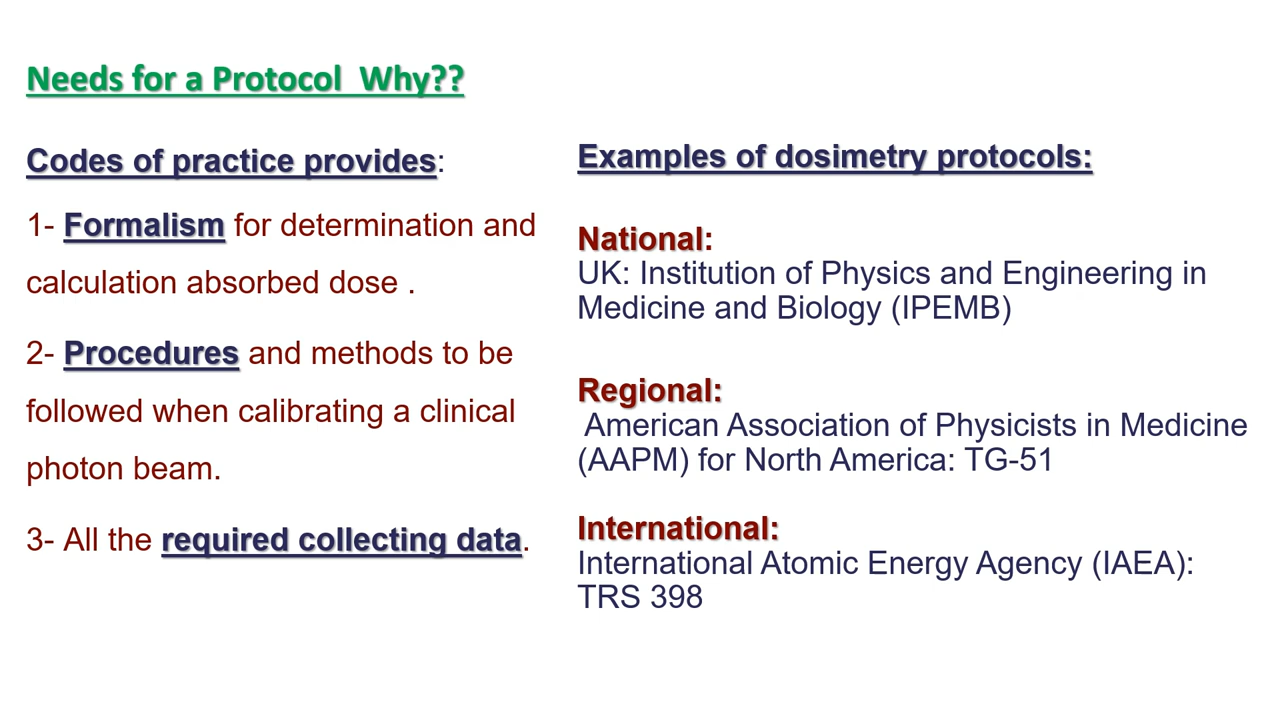 Needs for a Protocol  Why??
Codes of practice provides:
1- Formalism for determination and
calculation absorbed dose .
2- Procedures and methods to be
followed when calibrating a clinical
photon beam.
3- All the required collecting data.
Examples of dosimetry protocols:
National:
UK: Institution of Physics and Engineering in
Medicine and Biology (IPEMB)
Regional:
American Association of Physicists in Medicine
(AAPM) for North America: TG-51
International:
International Atomic Energy Agency (IAEA):
TRS 398